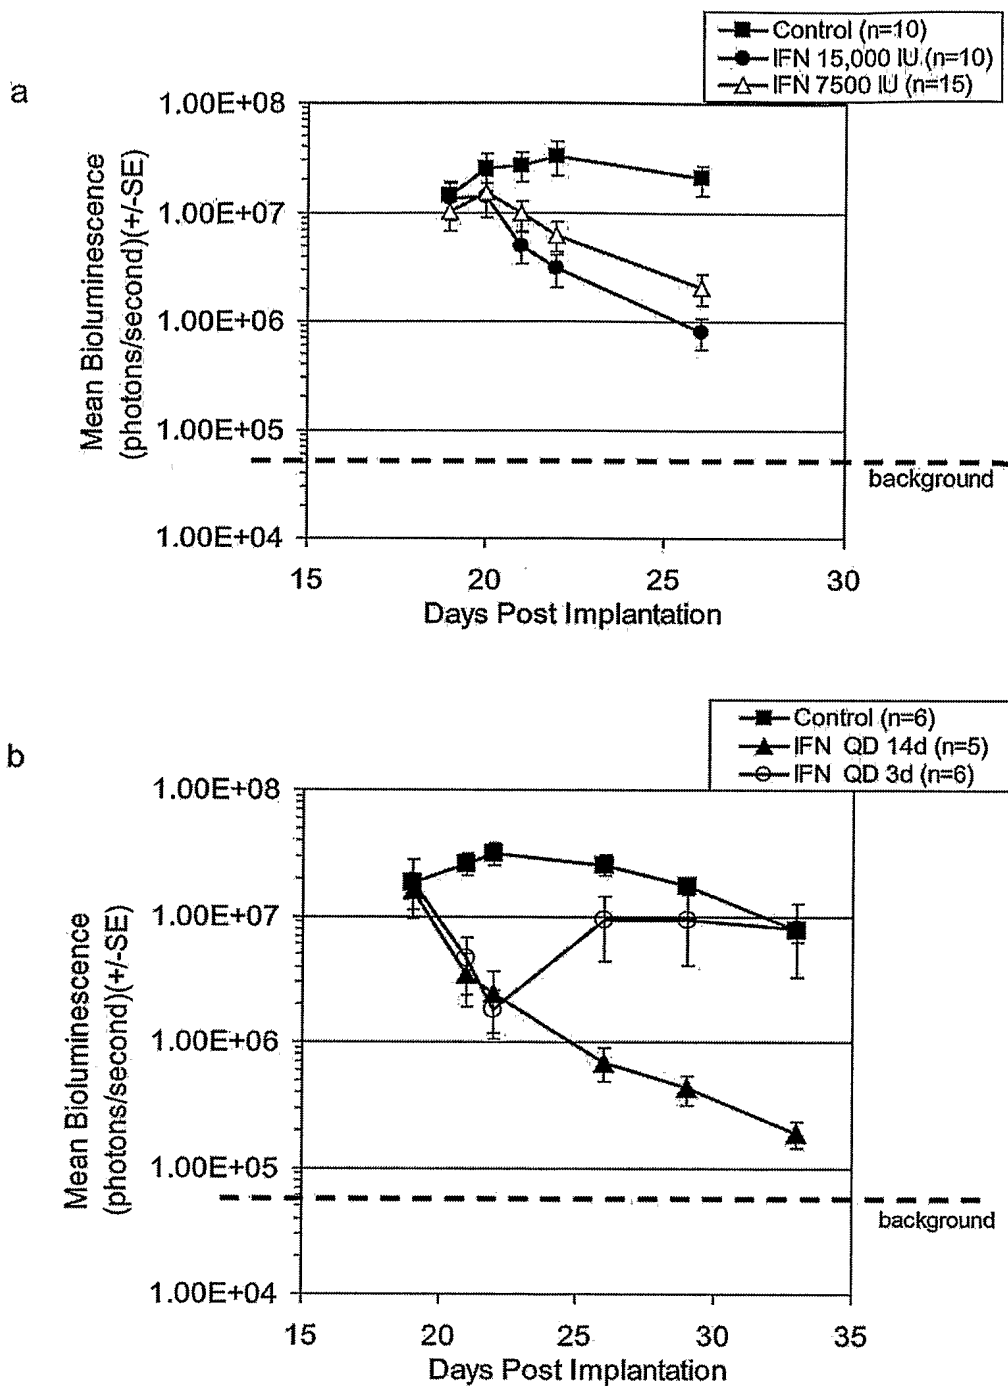 Control (n=10)
IFN 15,000 IU (n=10)
IFN 7500 IU (n=15)
a
1.00E+08
1.00E+07
1.00E+06
1.00E+05
1.00E+04
Mean Bioluminescence
(photons/second)(+/-SE)
background
15 20 25 30
Days Post Implantation
Control (n=6)
IFN QD 14d (n=5)
IFN QD 3d (n=6)
b
1.00E+08
1.00E+07
1.00E+06
1.00E+05
1.00E+04
Mean Bioluminescence
(photons/second)(+/-SE)
background
15 20 25 30 35
Days Post Implantation